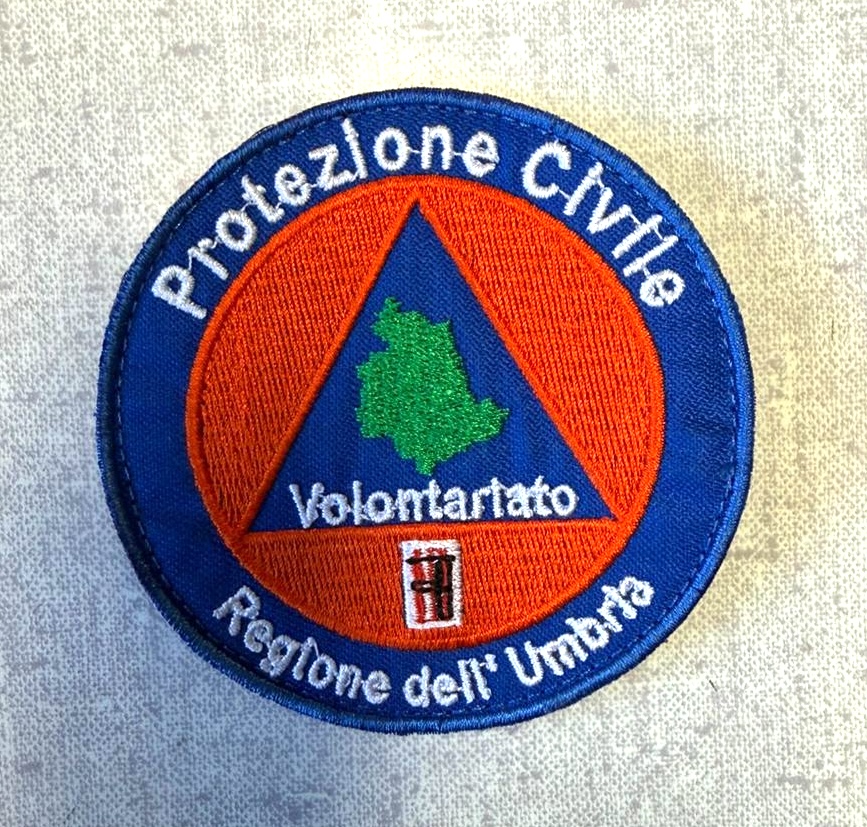 Protezione Civile
Volontariato
Regione dell' Umbria